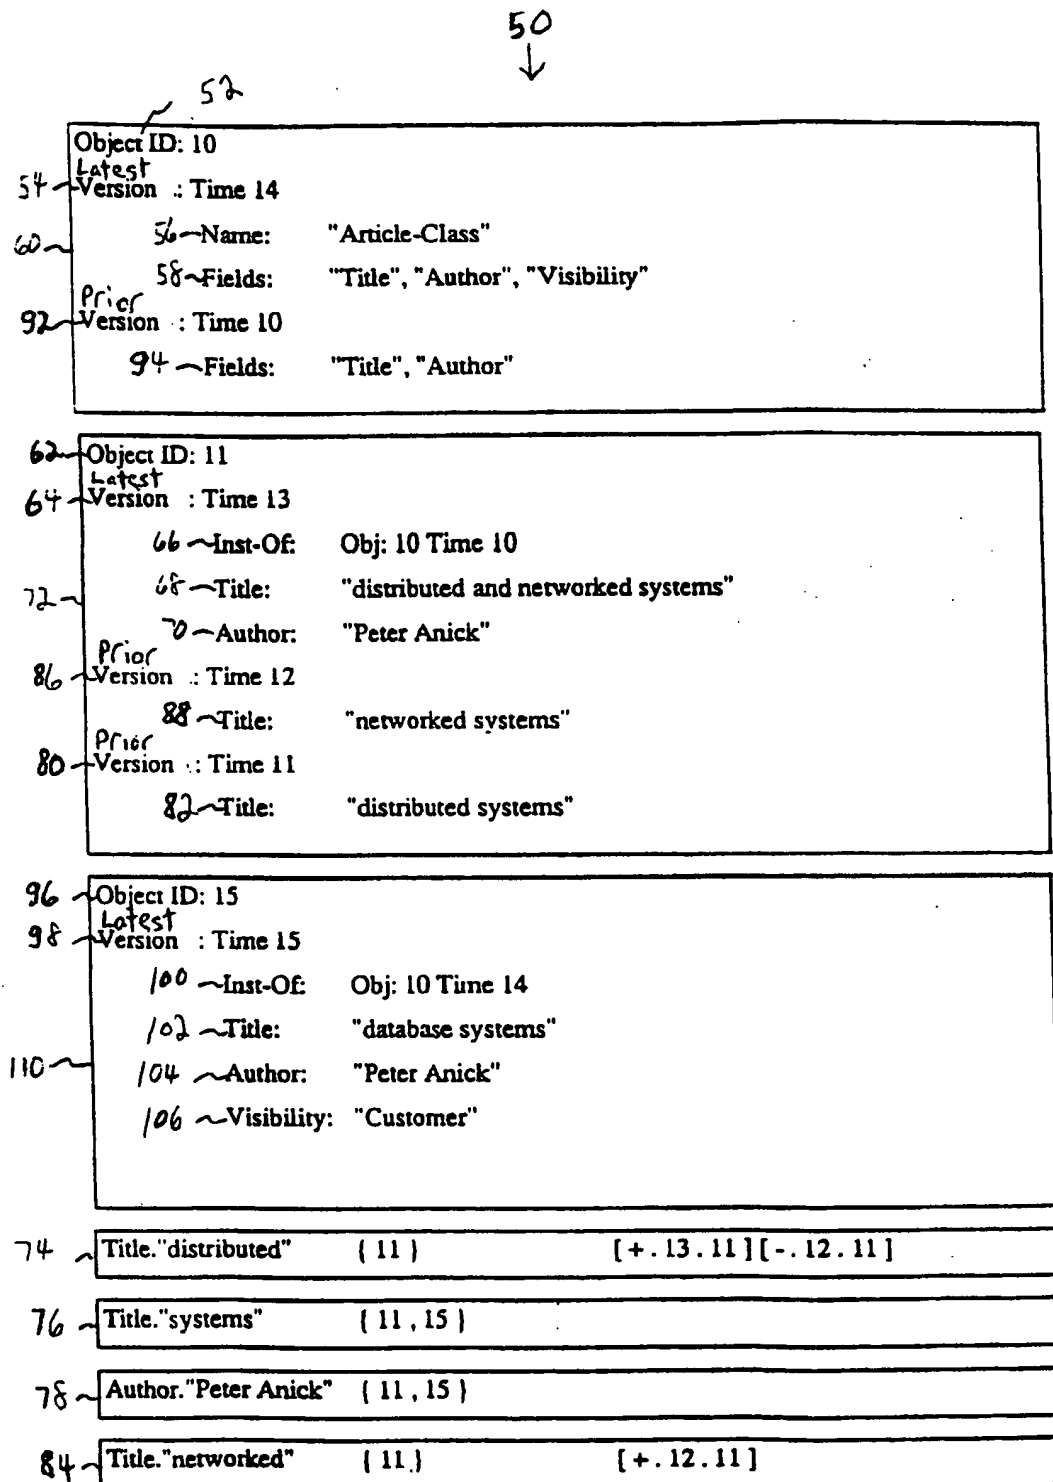 50
52
Object ID: 10
Latest
54 Version : Time 14
60
56 Name: "Article-Class"
58 Fields: "Title", "Author", "Visibility"
Prior
92 Version : Time 10
94 Fields: "Title", "Author"
62 Object ID: 11
Latest
64 Version : Time 13
66 Inst-Of: Obj: 10 Time 10
72
68 Title: "distributed and networked systems"
70 Author: "Peter Anick"
Prior
86 Version : Time 12
88 Title: "networked systems"
Prior
80 Version : Time 11
82 Title: "distributed systems"
96 Object ID: 15
Latest
98 Version : Time 15
100 Inst-Of: Obj: 10 Time 14
102 Title: "database systems"
110
104 Author: "Peter Anick"
106 Visibility: "Customer"
74 Title."distributed" { 11 } [ + . 13 . 11 ] [ - . 12 . 11 ]
76 Title."systems" { 11 , 15 }
78 Author."Peter Anick" { 11 , 15 }
84 Title."networked" { 11 } [ + . 12 . 11 ]